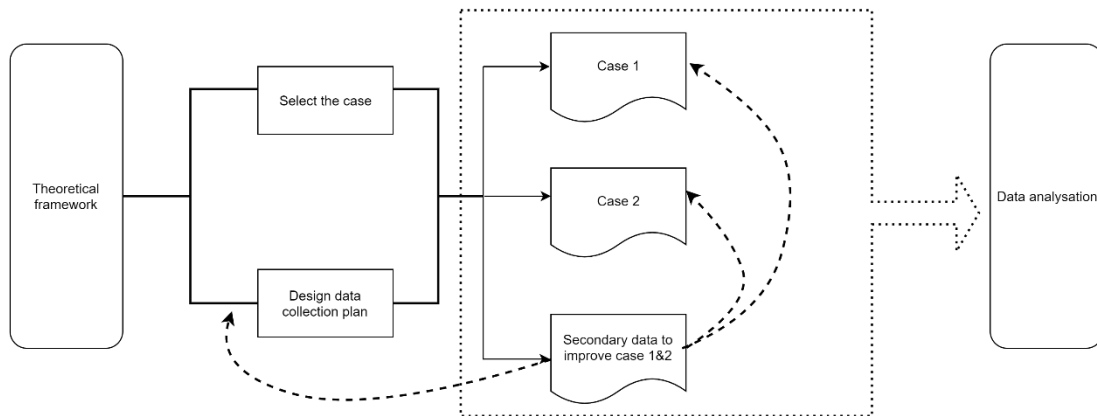 Theoretical
framework
Select the case
Design data
collection plan
Case 1
Case 2
Secondary data to
improve case 1&2
Data analysation